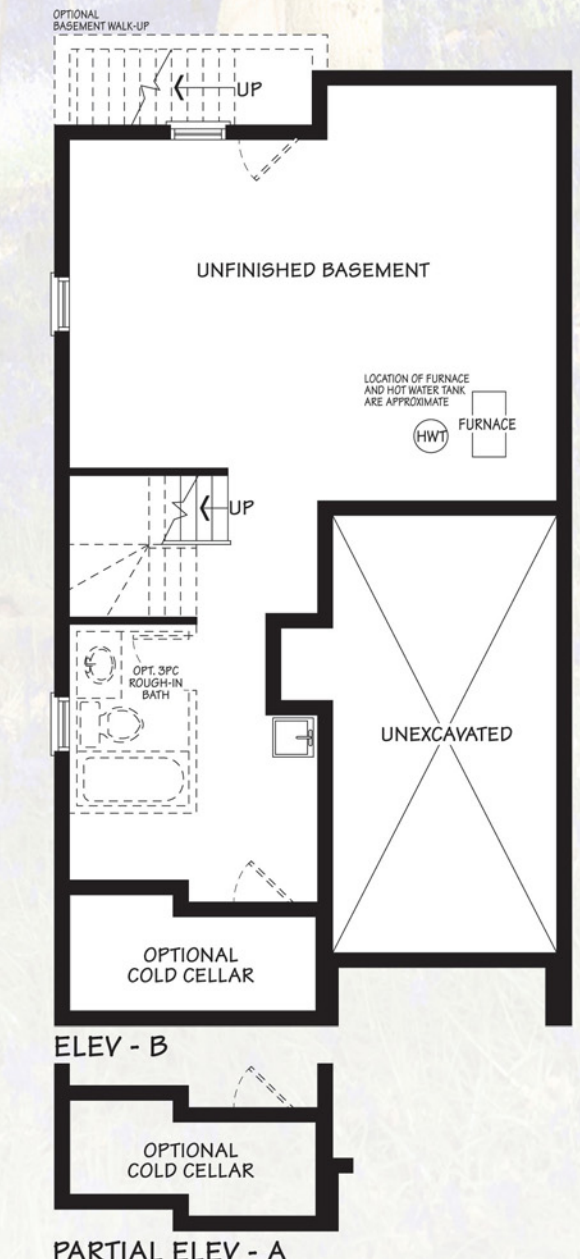 OPTIONAL
BASEMENT WALK-UP
UP
UNFINISHED BASEMENT
LOCATION OF FURNACE
AND HOT WATER TANK
ARE APPROXIMATE
HWT
FURNACE
UP
OPT. 3PC
ROUGH-IN
BATH
UNEXCAVATED
OPTIONAL
COLD CELLAR
ELEV - B
OPTIONAL
COLD CELLAR
PARTIAL ELEV - A